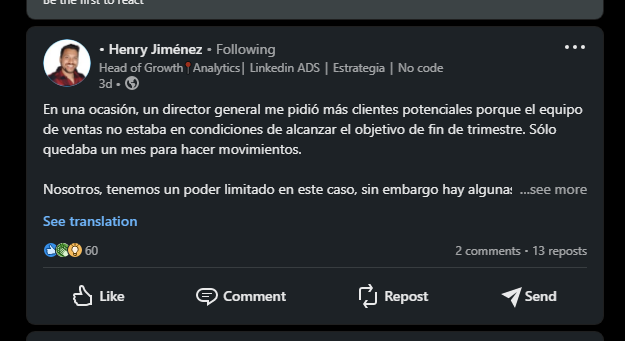 Be the first to react
• Henry Jiménez • Following
Head of Growth📍Analytics| Linkedin ADS | Estrategia | No code
3d •
En una ocasión, un director general me pidió más clientes potenciales porque el equipo
de ventas no estaba en condiciones de alcanzar el objetivo de fin de trimestre. Sólo
quedaba un mes para hacer movimientos.
Nosotros, tenemos un poder limitado en este caso, sin embargo hay algunas ...see more
See translation
60 2 comments • 13 reposts
Like Comment Repost Send